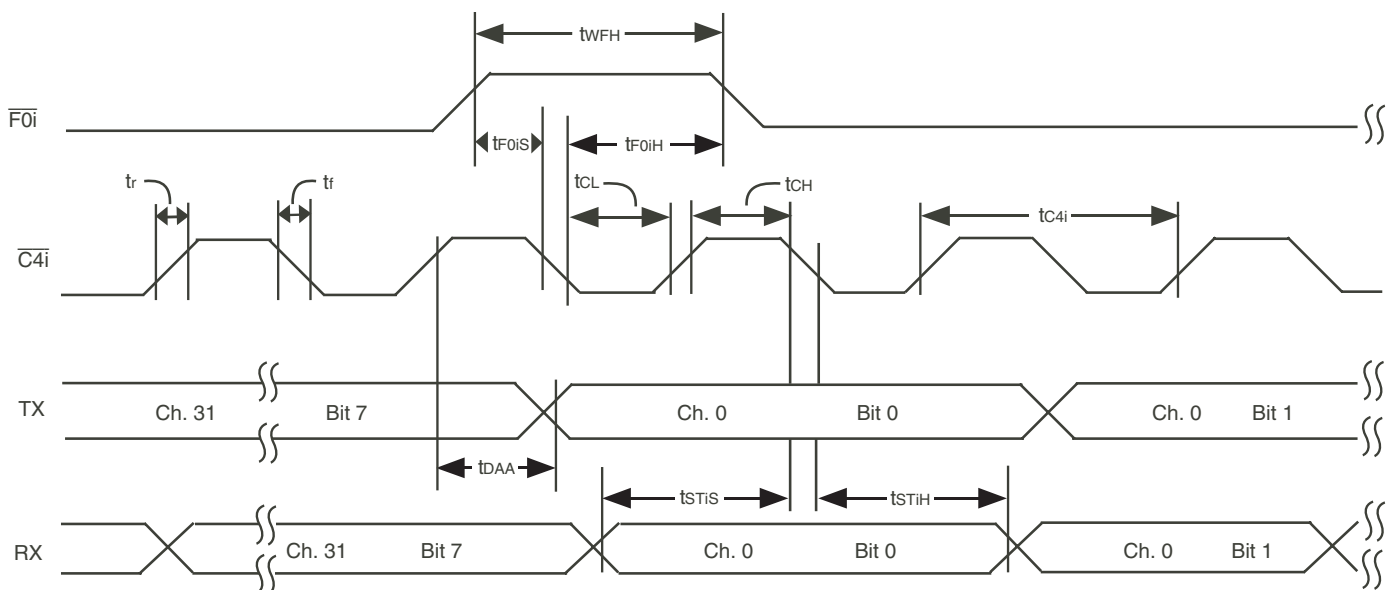 tWFH
F0i
tF0iS
tF0iH
tr
tf
tCL
tCH
tC4i
C4i
TX
Ch. 31 Bit 7 Ch. 0 Bit 0 Ch. 0 Bit 1
tDAA
tSTiS
tSTiH
RX
Ch. 31 Bit 7 Ch. 0 Bit 0 Ch. 0 Bit 1